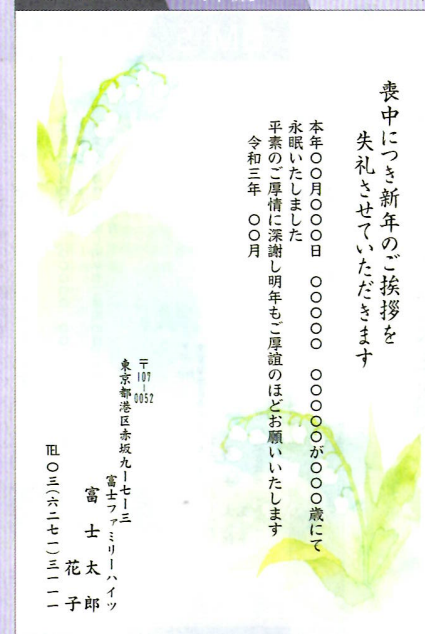 喪中につき新年のご挨拶を
失礼させていただきます
本年〇〇月〇〇〇日　〇〇〇〇〇　〇〇〇〇〇が〇〇〇歳にて
永眠いたしました
平素のご厚情に深謝し明年もご厚誼のほどお願いいたします
令和三年　〇〇月
〒107-0052
東京都港区赤坂九ー七ー三
富士ファミリーハイツ
富士太郎
花子
TEL 〇三(六二七一)三一一一